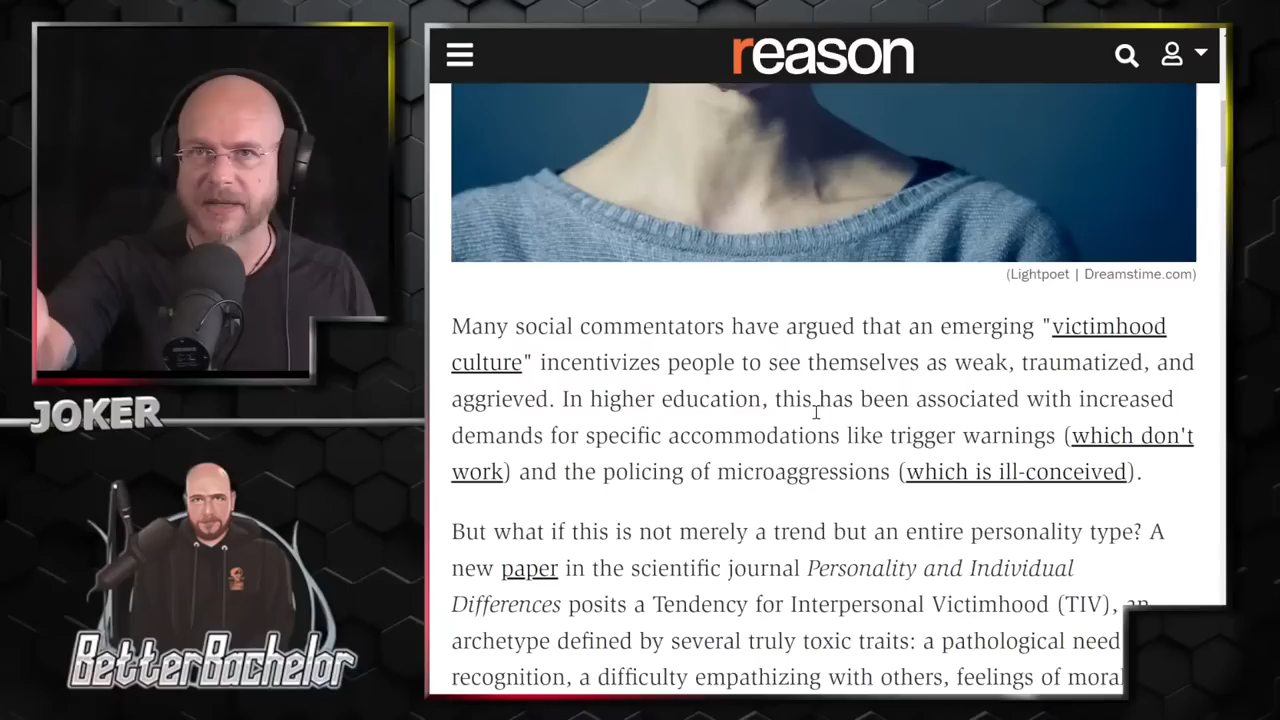 reason
(Lightpoet | Dreamstime.com)
Many social commentators have argued that an emerging "victimhood
culture" incentivizes people to see themselves as weak, traumatized, and
aggrieved. In higher education, this has been associated with increased
demands for specific accommodations like trigger warnings (which don't
work) and the policing of microaggressions (which is ill-conceived).
But what if this is not merely a trend but an entire personality type? A
new paper in the scientific journal Personality and Individual
Differences posits a Tendency for Interpersonal Victimhood (TIV), an
archetype defined by several truly toxic traits: a pathological need
recognition, a difficulty empathizing with others, feelings of moral
JOKER
BetterBachelor